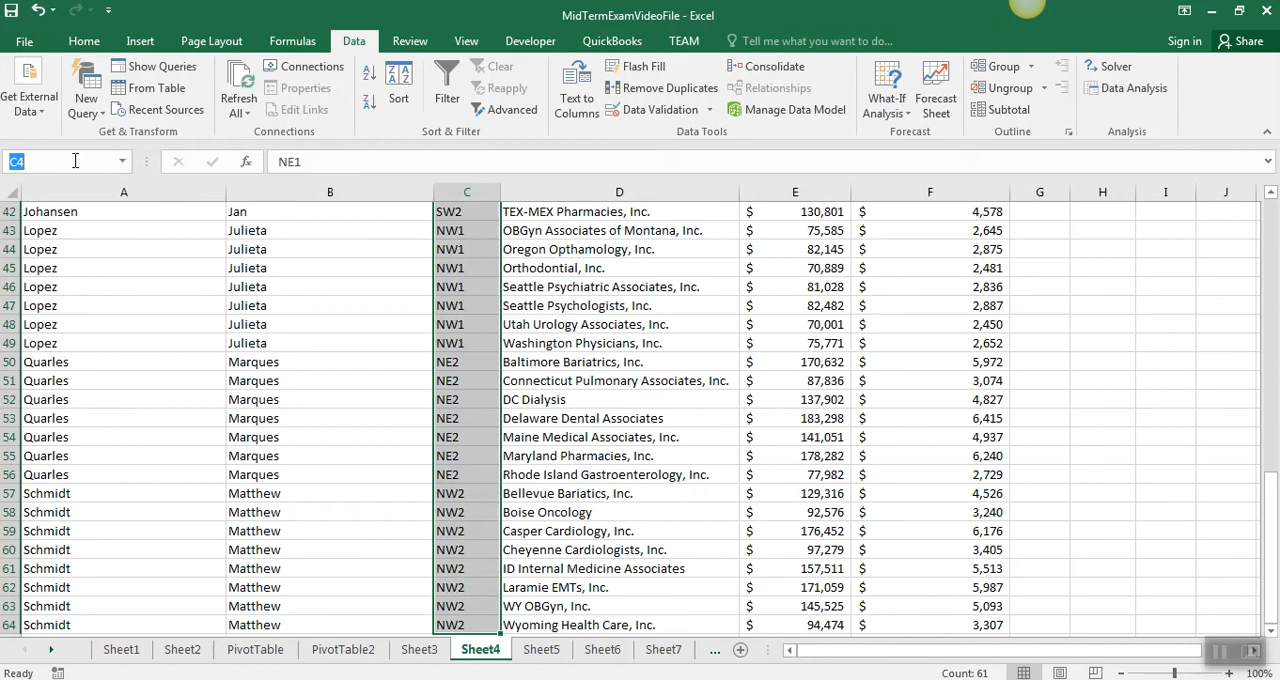 MidTermExamVideoFile - Excel
File Home Insert Page Layout Formulas Data Review View Developer QuickBooks TEAM Tell me what you want to do... Sign in Share
Get External Data
New Query
Show Queries
From Table
Recent Sources
Get & Transform
Refresh All
Connections
Properties
Edit Links
Connections
Sort
Filter
Clear
Reapply
Advanced
Sort & Filter
Text to Columns
Flash Fill
Remove Duplicates
Data Validation
Consolidate
Relationships
Manage Data Model
Data Tools
What-If Analysis
Forecast Sheet
Forecast
Group
Ungroup
Subtotal
Outline
Solver
Data Analysis
Analysis
C4 fx NE1
A B C D E F G H I J
42 Johansen Jan SW2 TEX-MEX Pharmacies, Inc. $ 130,801 $ 4,578
43 Lopez Julieta NW1 OBGyn Associates of Montana, Inc. $ 75,585 $ 2,645
44 Lopez Julieta NW1 Oregon Opthamology, Inc. $ 82,145 $ 2,875
45 Lopez Julieta NW1 Orthodontial, Inc. $ 70,889 $ 2,481
46 Lopez Julieta NW1 Seattle Psychiatric Associates, Inc. $ 81,028 $ 2,836
47 Lopez Julieta NW1 Seattle Psychologists, Inc. $ 82,482 $ 2,887
48 Lopez Julieta NW1 Utah Urology Associates, Inc. $ 70,001 $ 2,450
49 Lopez Julieta NW1 Washington Physicians, Inc. $ 75,771 $ 2,652
50 Quarles Marques NE2 Baltimore Bariatrics, Inc. $ 170,632 $ 5,972
51 Quarles Marques NE2 Connecticut Pulmonary Associates, Inc. $ 87,836 $ 3,074
52 Quarles Marques NE2 DC Dialysis $ 137,902 $ 4,827
53 Quarles Marques NE2 Delaware Dental Associates $ 183,298 $ 6,415
54 Quarles Marques NE2 Maine Medical Associates, Inc. $ 141,051 $ 4,937
55 Quarles Marques NE2 Maryland Pharmacies, Inc. $ 178,282 $ 6,240
56 Quarles Marques NE2 Rhode Island Gastroenterology, Inc. $ 77,982 $ 2,729
57 Schmidt Matthew NW2 Bellevue Bariatics, Inc. $ 129,316 $ 4,526
58 Schmidt Matthew NW2 Boise Oncology $ 92,576 $ 3,240
59 Schmidt Matthew NW2 Casper Cardiology, Inc. $ 176,452 $ 6,176
60 Schmidt Matthew NW2 Cheyenne Cardiologists, Inc. $ 97,279 $ 3,405
61 Schmidt Matthew NW2 ID Internal Medicine Associates $ 157,511 $ 5,513
62 Schmidt Matthew NW2 Laramie EMTs, Inc. $ 171,059 $ 5,987
63 Schmidt Matthew NW2 WY OBGyn, Inc. $ 145,525 $ 5,093
64 Schmidt Matthew NW2 Wyoming Health Care, Inc. $ 94,474 $ 3,307
Sheet1 Sheet2 PivotTable PivotTable2 Sheet3 Sheet4 Sheet5 Sheet6 Sheet7 ...
Ready Count: 61 100%